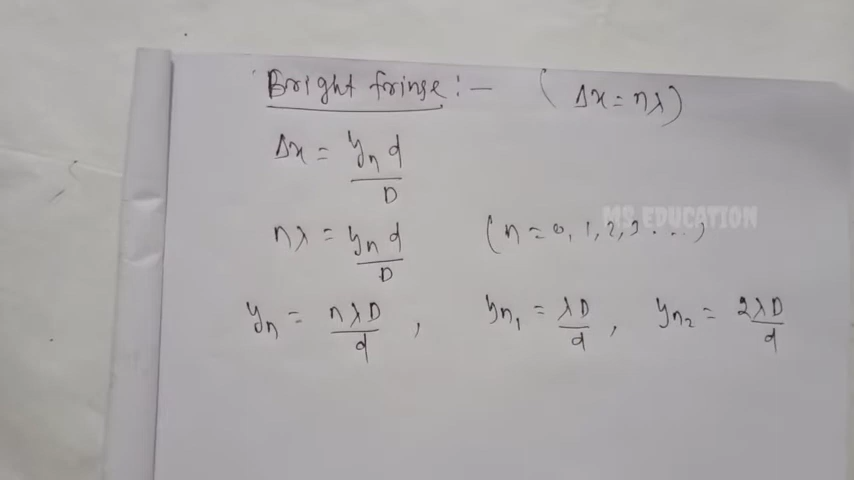 Bright fringe :- (Δx = nλ)
Δx = yₙ d / D
MS EDUCATION
nλ = yₙ d / D (n = 0, 1, 2, 3 ....)
yₙ = nλD / d , yₙ₁ = λD / d , yₙ₂ = 2λD / d